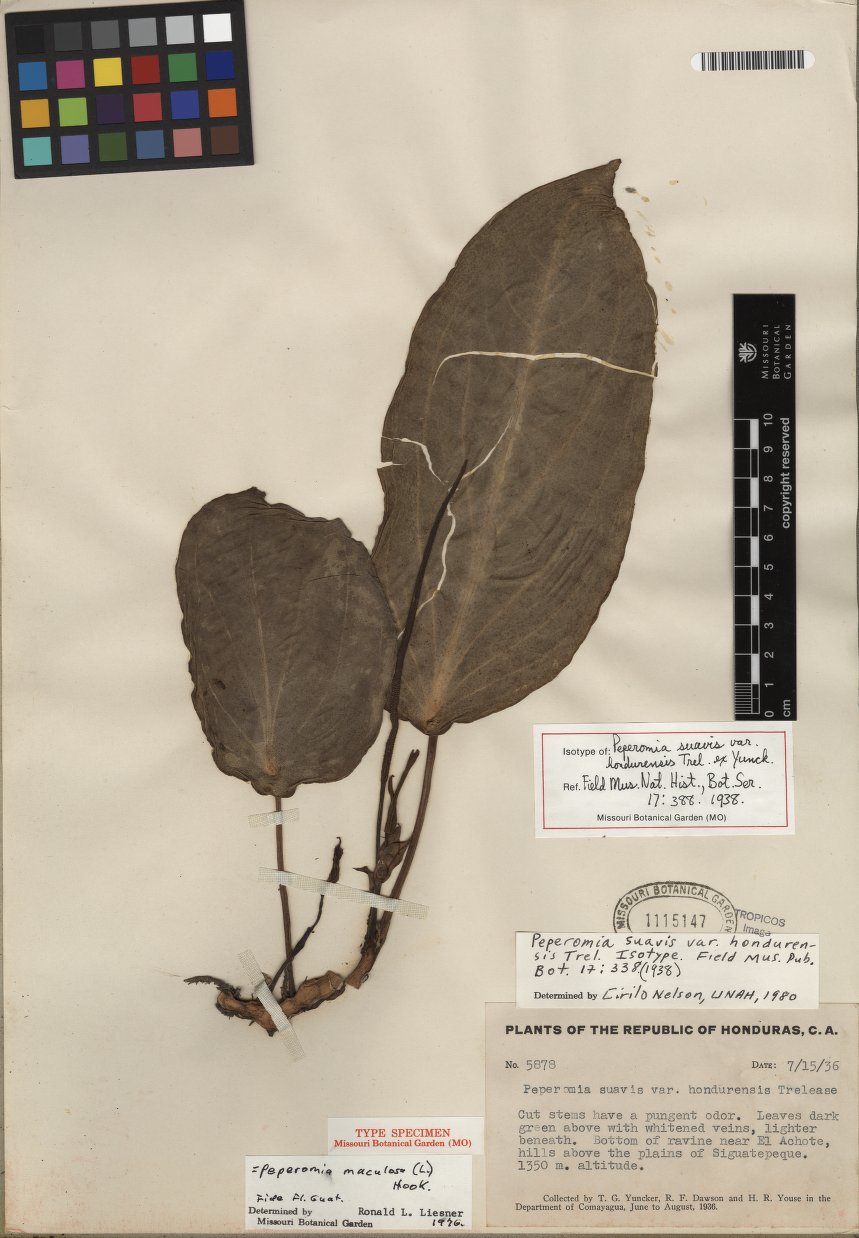 MISSOURI
BOTANICAL
GARDEN
copyright reserved
10
9
8
7
6
5
4
3
2
1
0
cm
Isotype of: Peperomia suavis var.
hondurensis Trel. ex Yunck.
Ref. Field Mus. Nat. Hist., Bot. Ser.
17: 388. 1938.
Missouri Botanical Garden (MO)
MISSOURI BOTANICAL GARDEN
1115147
TROPICOS
Image
Peperomia suavis var. honduren-
sis Trel. Isotype. Field Mus. Pub.
Bot. 17: 338 (1938)
Determined by Cirilo Nelson, UNAH, 1980
PLANTS OF THE REPUBLIC OF HONDURAS, C. A.
No. 5878 DATE: 7/15/36
Peperomia suavis var. hondurensis Trelease
Cut stems have a pungent odor. Leaves dark
green above with whitened veins, lighter
beneath. Bottom of ravine near El Achote,
hills above the plains of Siguatepeque.
1350 m. altitude.
Collected by T. G. Yuncker, R. F. Dawson and H. R. Youse in the
Department of Comayagua, June to August, 1936.
TYPE SPECIMEN
Missouri Botanical Garden (MO)
=Peperomia maculosa (L.)
Hook.
Fide Fl. Guat.
Determined by Ronald L. Liesner
Missouri Botanical Garden 1976.